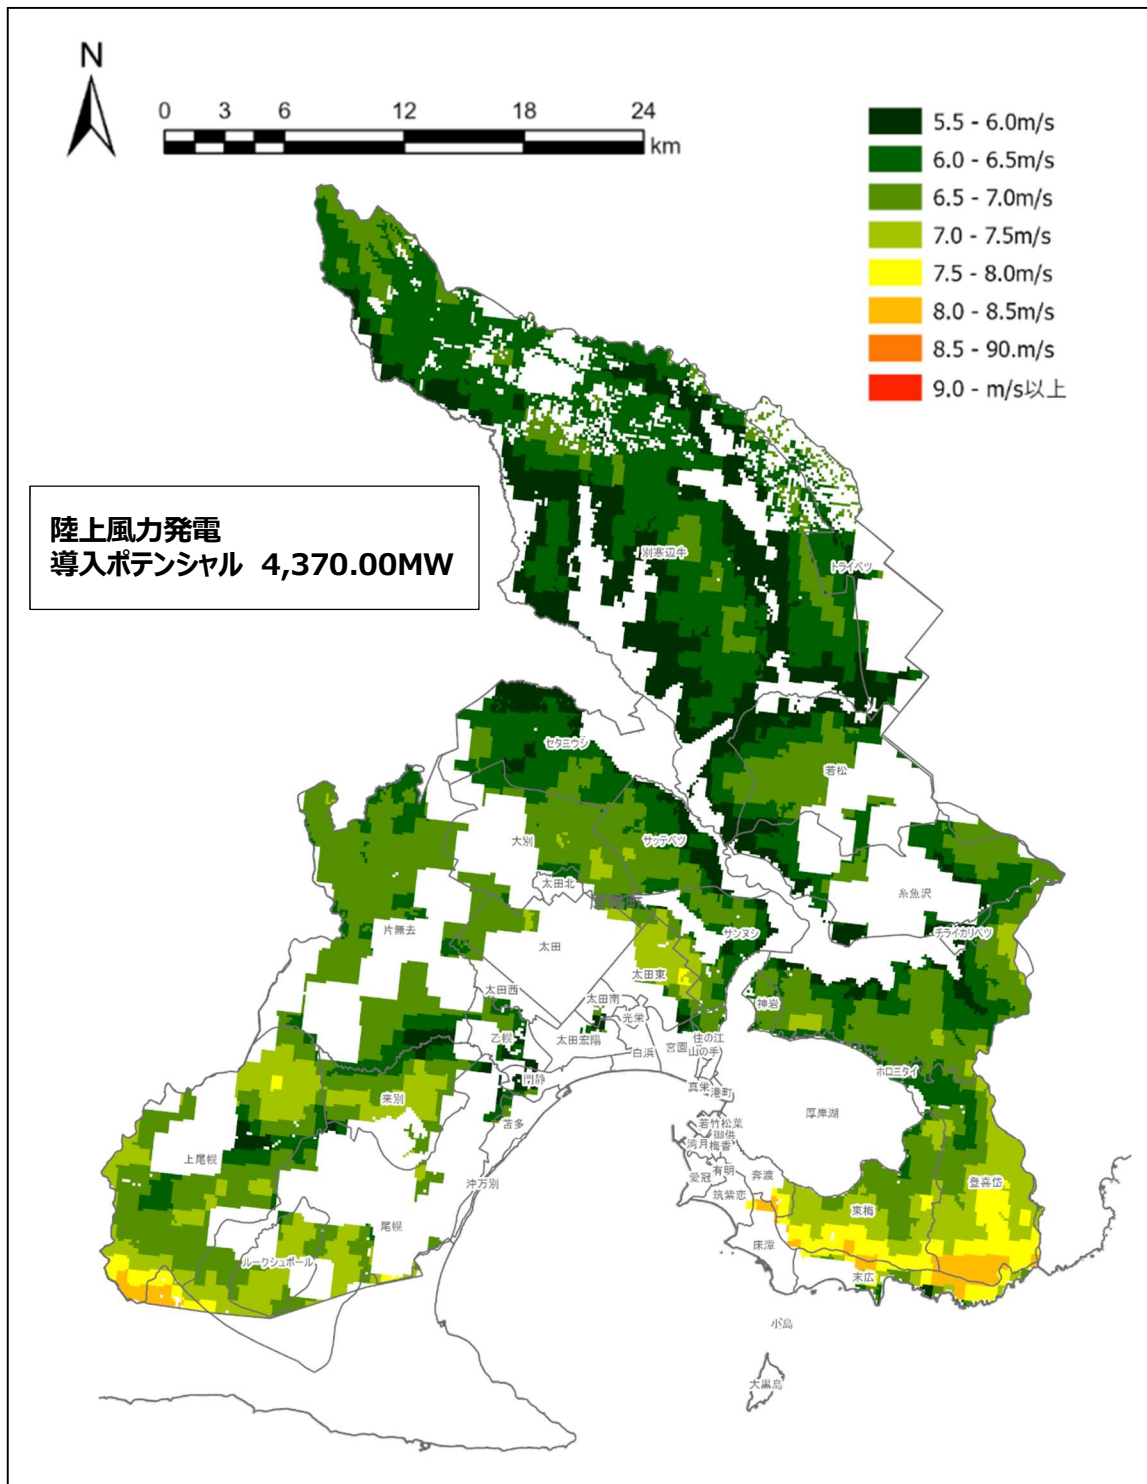 N
0 3 6 12 18 24
km
5.5 - 6.0m/s
6.0 - 6.5m/s
6.5 - 7.0m/s
7.0 - 7.5m/s
7.5 - 8.0m/s
8.0 - 8.5m/s
8.5 - 90.m/s
9.0 - m/s以上
陸上風力発電
導入ポテンシャル 4,370.00MW
別寒辺牛
トライベツ
セタニウシ
若松
大別
サッテベツ
太田北
糸魚沢
片無去
太田
サンヌシ
チライカリベツ
太田東
太田西
太田南
神岩
光栄
乙幌
太田宏陽
白浜
宮園
住の江
山の手
ホロニタイ
門静
真栄
港町
来別
厚岸湖
苫多
若竹
松葉
御供
湾月
梅香
上尾幌
沖万別
愛冠
有明
奔渡
登喜岱
筑紫恋
東梅
尾幌
床潭
ルークシュポール
末広
小島
大黒島